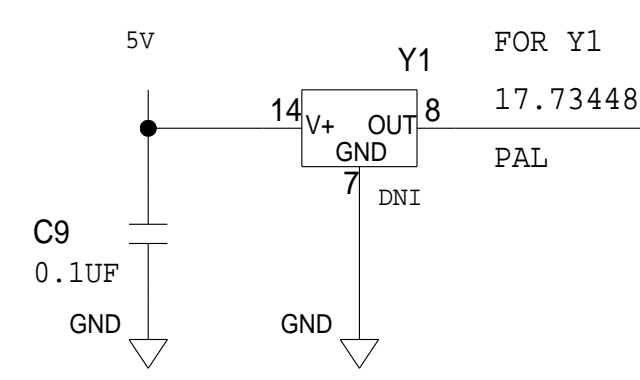 5V
Y1
FOR Y1
14
V+
OUT
8
17.73448
GND
PAL
7
DNI
C9
0.1UF
GND
GND